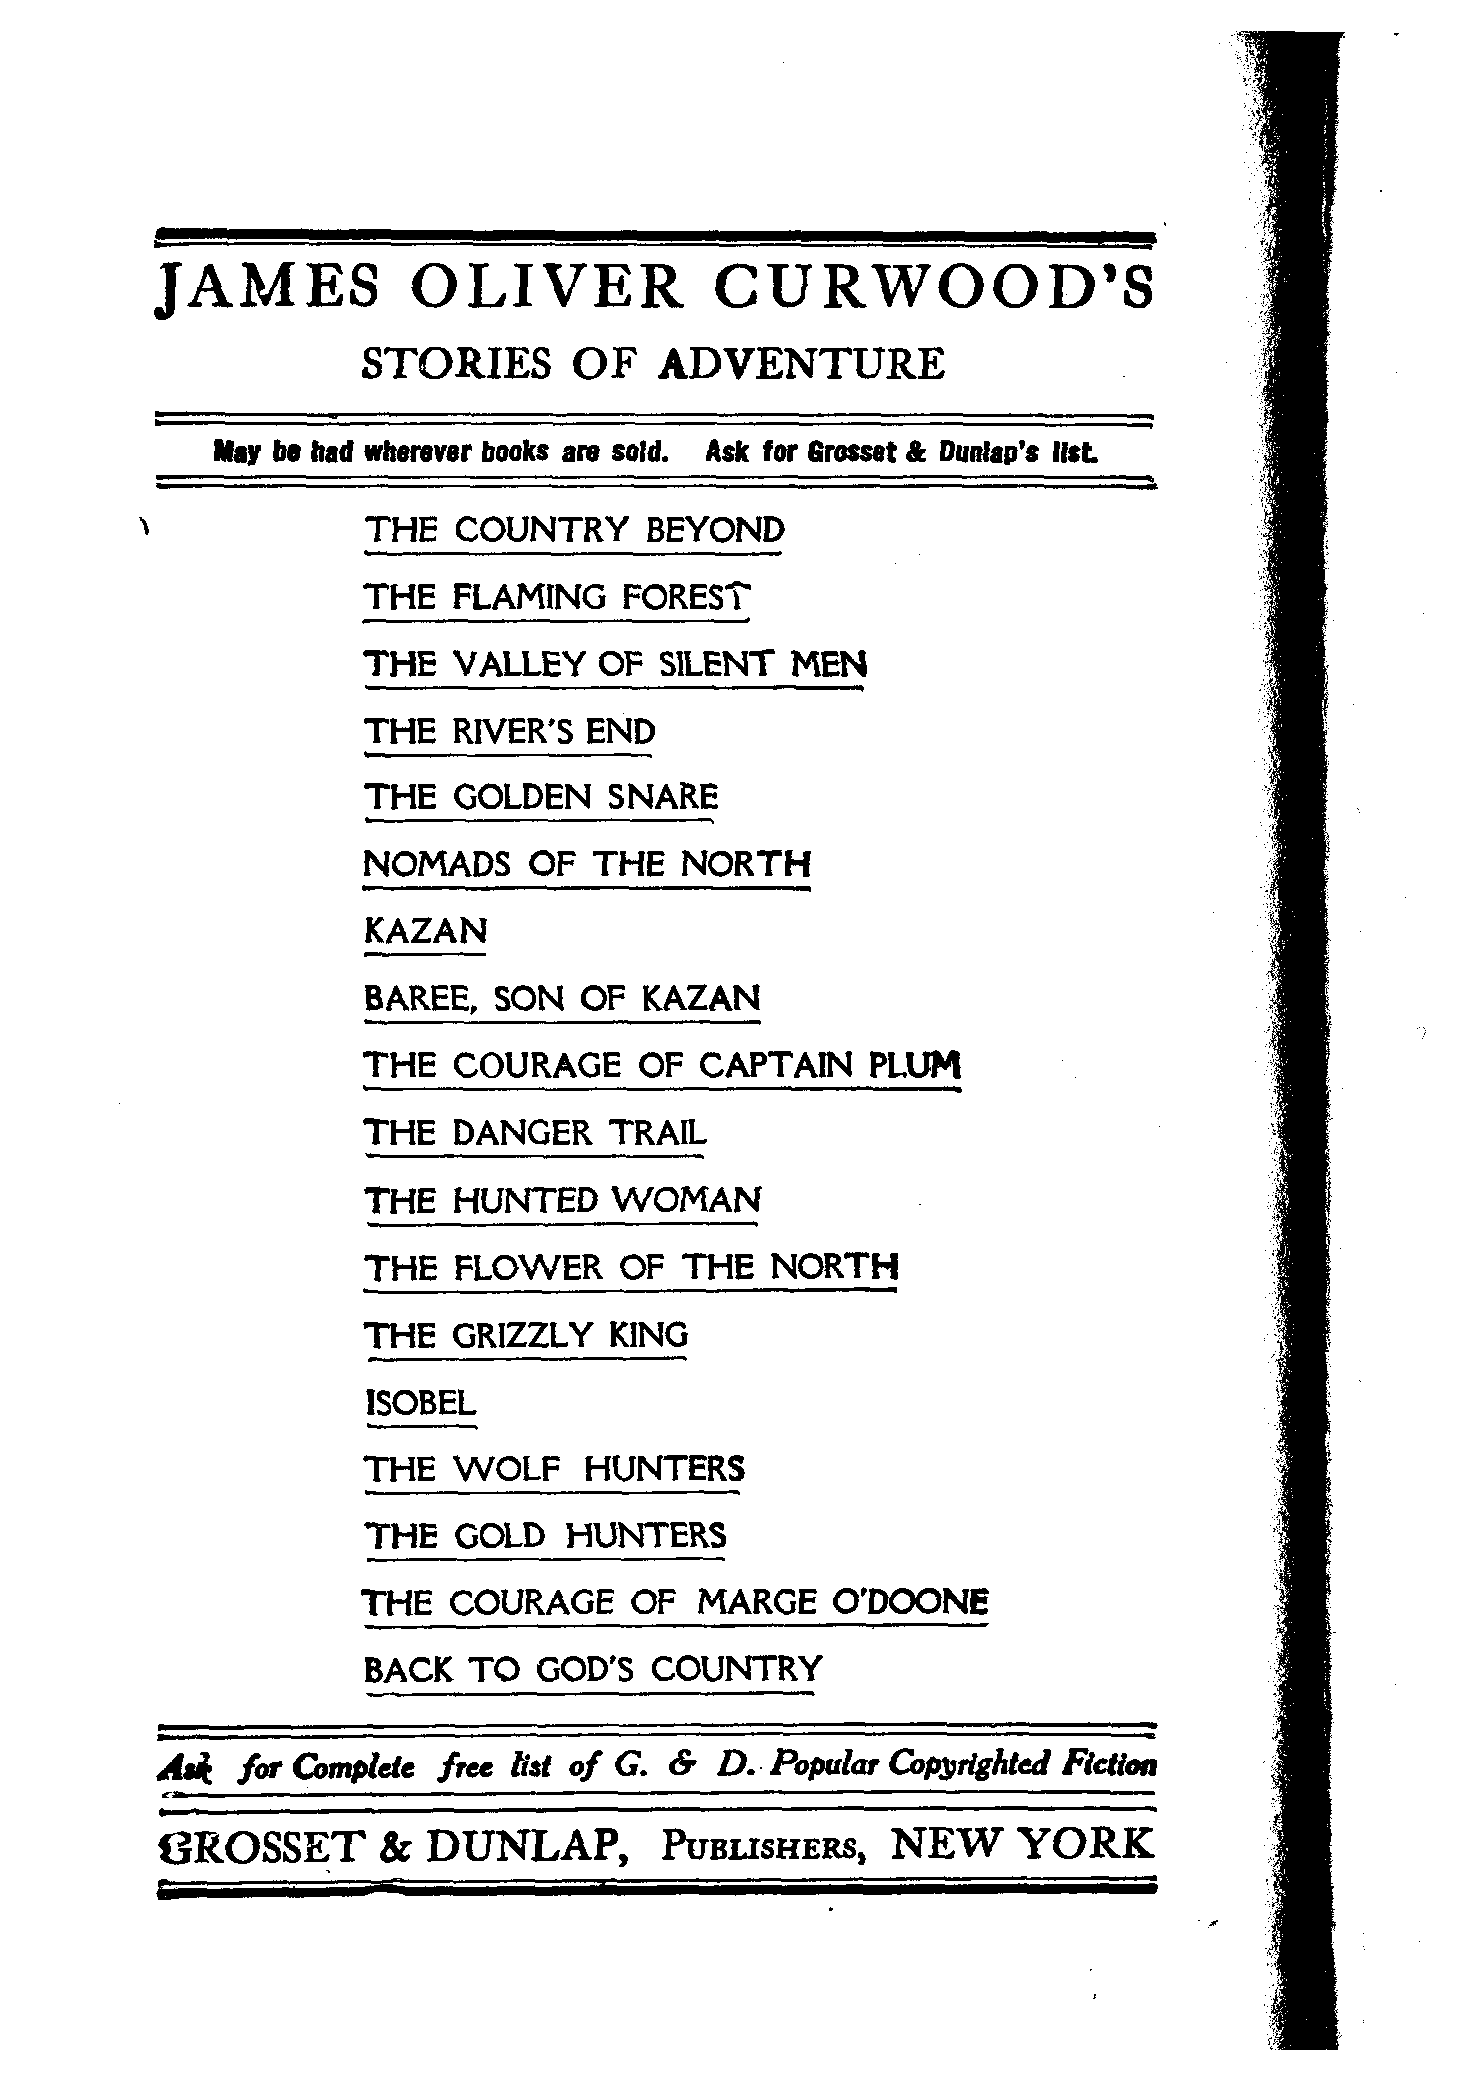 JAMES OLIVER CURWOOD'S
STORIES OF ADVENTURE
May be had wherever books are sold. Ask for Grosset & Dunlap's list.
THE COUNTRY BEYOND
THE FLAMING FOREST
THE VALLEY OF SILENT MEN
THE RIVER'S END
THE GOLDEN SNARE
NOMADS OF THE NORTH
KAZAN
BAREE, SON OF KAZAN
THE COURAGE OF CAPTAIN PLUM
THE DANGER TRAIL
THE HUNTED WOMAN
THE FLOWER OF THE NORTH
THE GRIZZLY KING
ISOBEL
THE WOLF HUNTERS
THE GOLD HUNTERS
THE COURAGE OF MARGE O'DOONE
BACK TO GOD'S COUNTRY
Ask for Complete free list of G. & D. Popular Copyrighted Fiction
GROSSET & DUNLAP, PUBLISHERS, NEW YORK